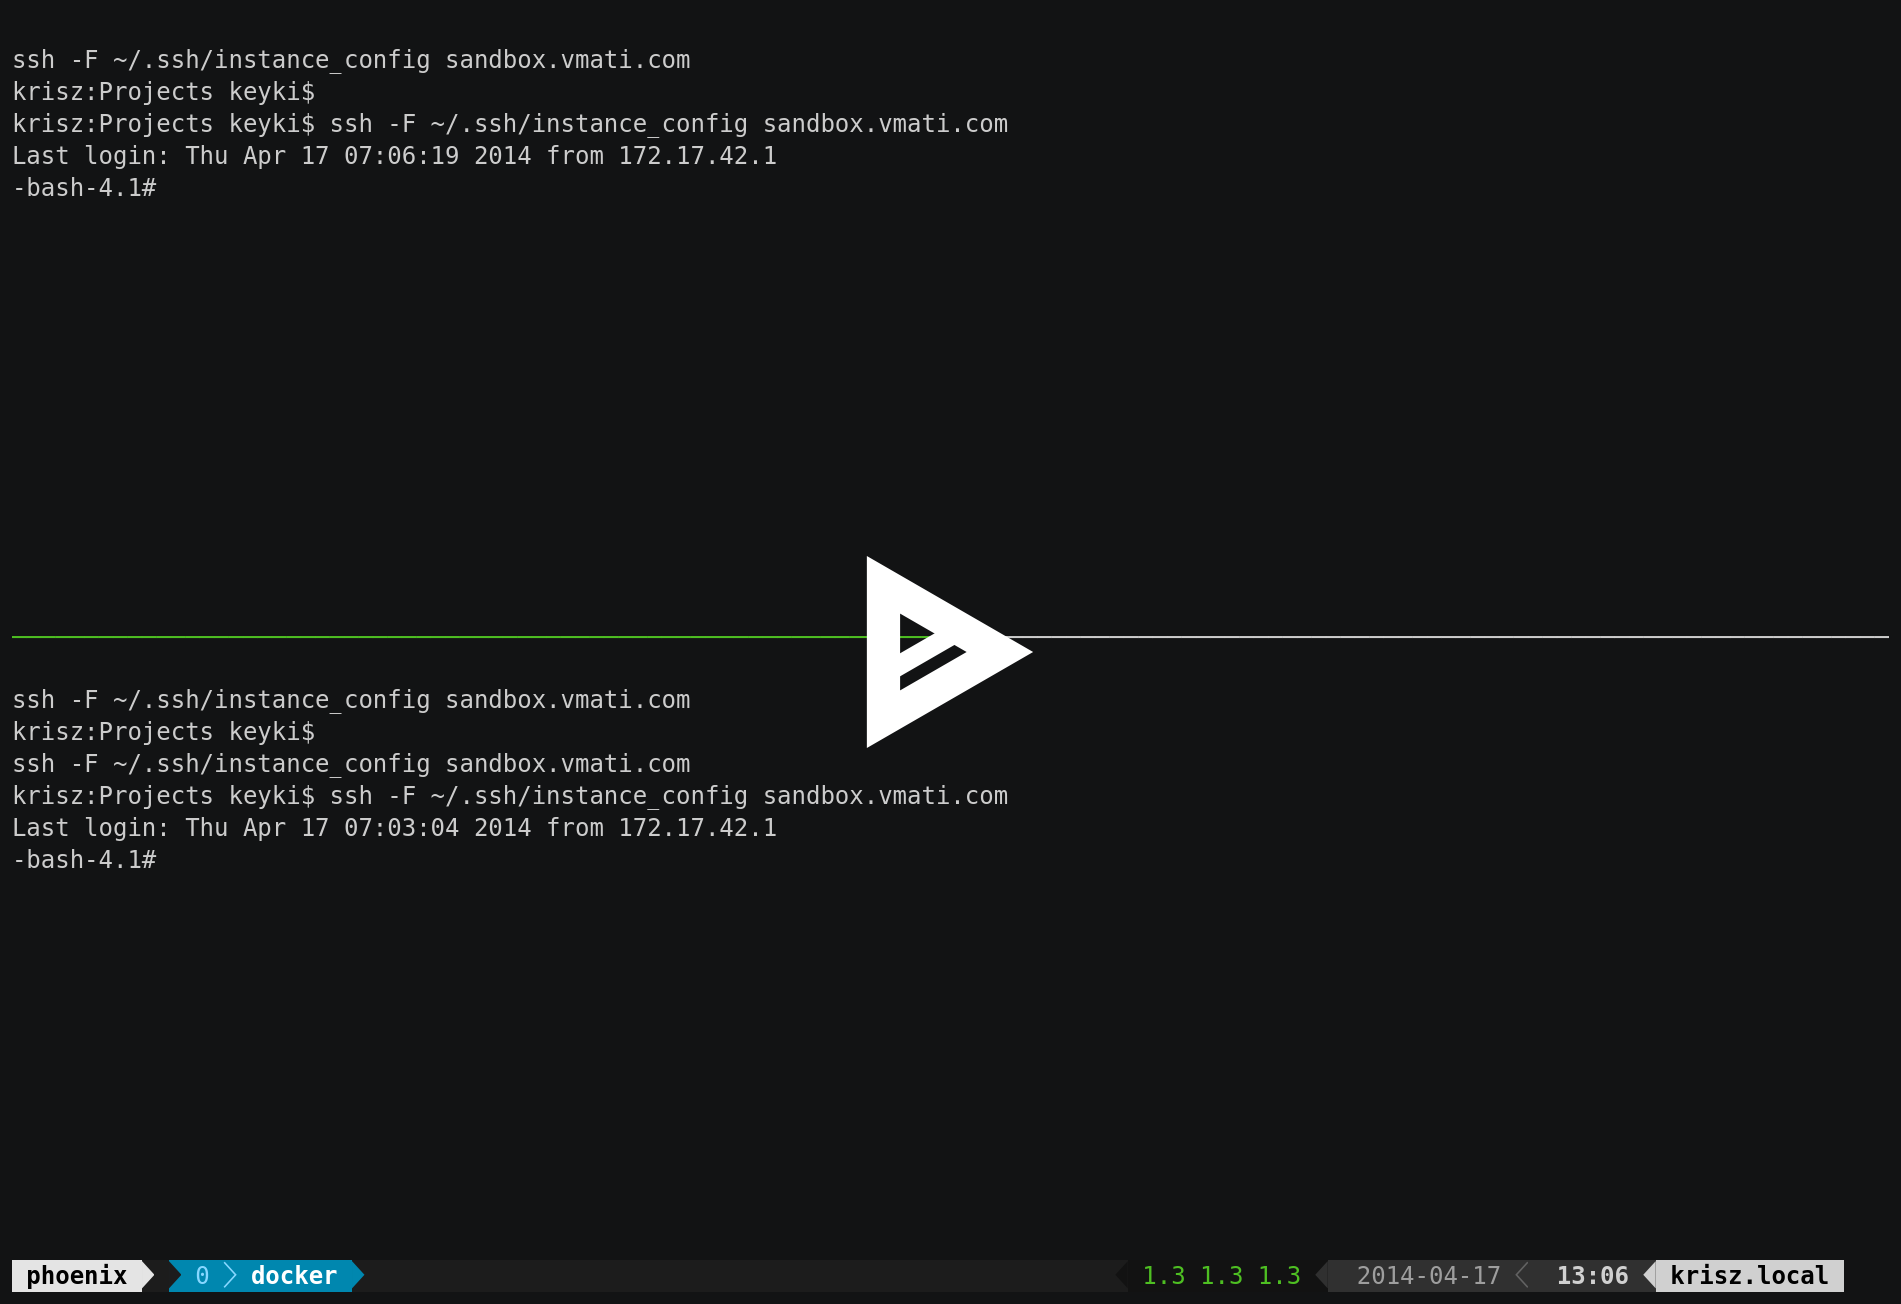 ssh -F ~/.ssh/instance_config sandbox.vmati.com
krisz:Projects keyki$
krisz:Projects keyki$ ssh -F ~/.ssh/instance_config sandbox.vmati.com
Last login: Thu Apr 17 07:06:19 2014 from 172.17.42.1
-bash-4.1#
ssh -F ~/.ssh/instance_config sandbox.vmati.com
krisz:Projects keyki$
ssh -F ~/.ssh/instance_config sandbox.vmati.com
krisz:Projects keyki$ ssh -F ~/.ssh/instance_config sandbox.vmati.com
Last login: Thu Apr 17 07:03:04 2014 from 172.17.42.1
-bash-4.1#
phoenix 0 docker 1.3 1.3 1.3 2014-04-17 13:06 krisz.local